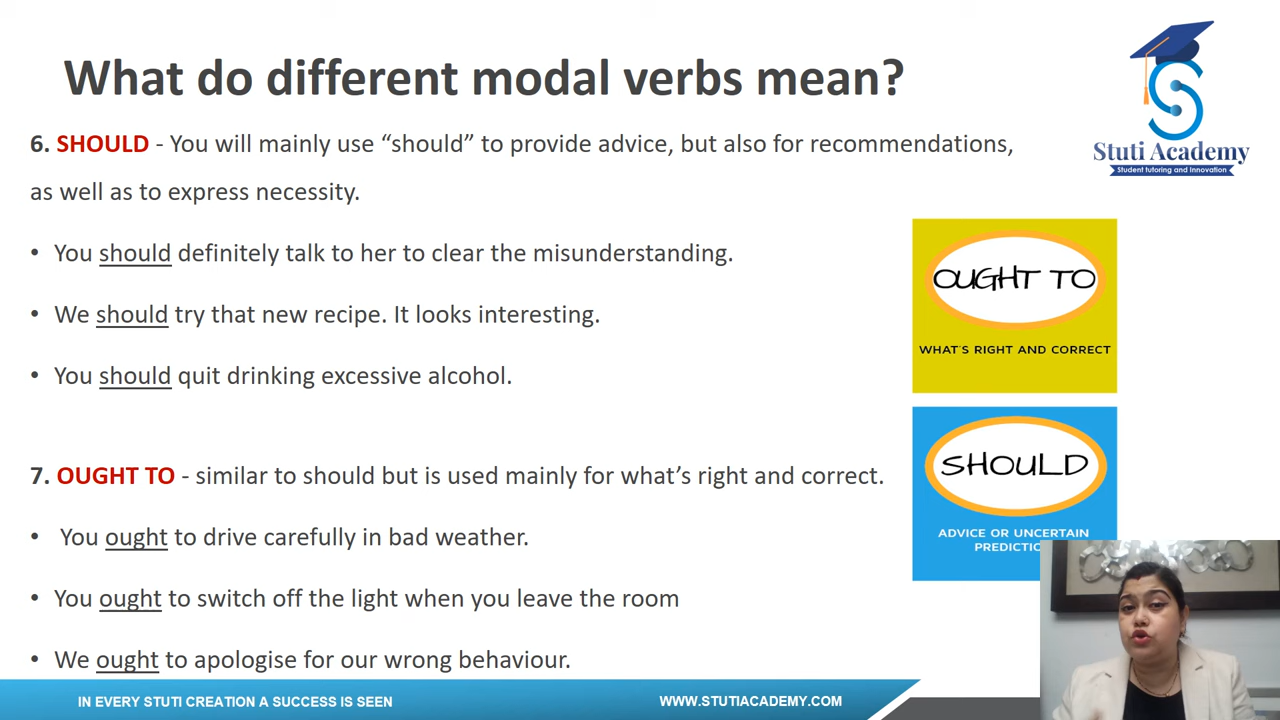 What do different modal verbs mean?
6. SHOULD - You will mainly use “should” to provide advice, but also for recommendations,
as well as to express necessity.
• You should definitely talk to her to clear the misunderstanding.
• We should try that new recipe. It looks interesting.
• You should quit drinking excessive alcohol.
7. OUGHT TO - similar to should but is used mainly for what’s right and correct.
• You ought to drive carefully in bad weather.
• You ought to switch off the light when you leave the room
• We ought to apologise for our wrong behaviour.
Stuti Academy
Student tutoring and Innovation
OUGHT TO
WHAT'S RIGHT AND CORRECT
SHOULD
ADVICE OR UNCERTAIN
IN EVERY STUTI CREATION A SUCCESS IS SEEN
WWW.STUTIACADEMY.COM